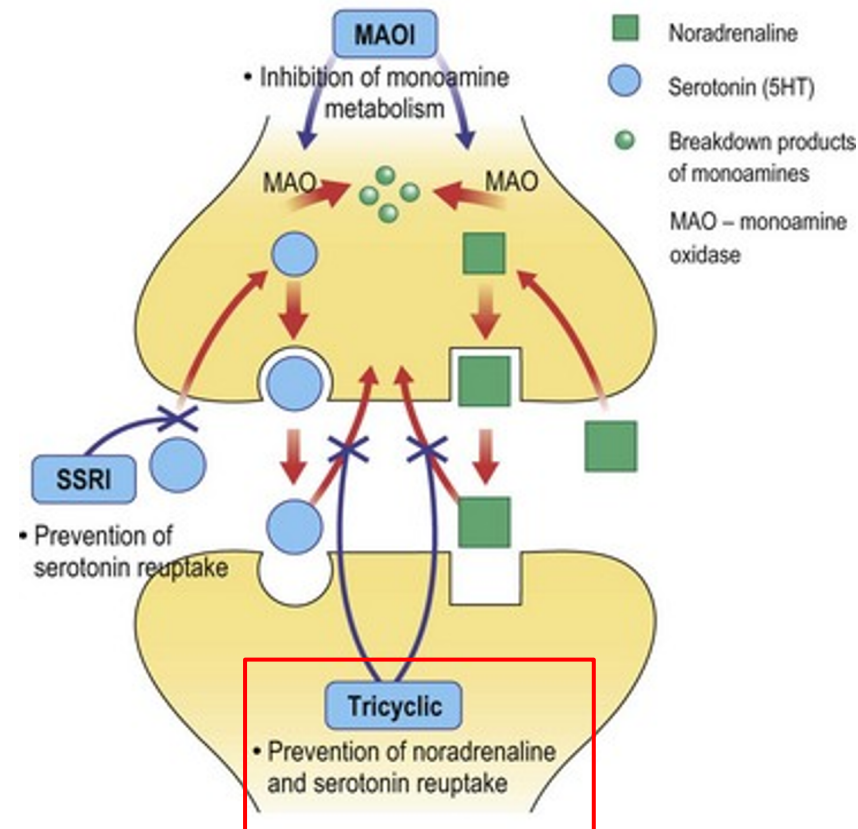 MAOI
• Inhibition of monoamine
metabolism
Noradrenaline
Serotonin (5HT)
Breakdown products
of monoamines
MAO – monoamine
oxidase
MAO
MAO
SSRI
• Prevention of
serotonin reuptake
Tricyclic
• Prevention of noradrenaline
and serotonin reuptake